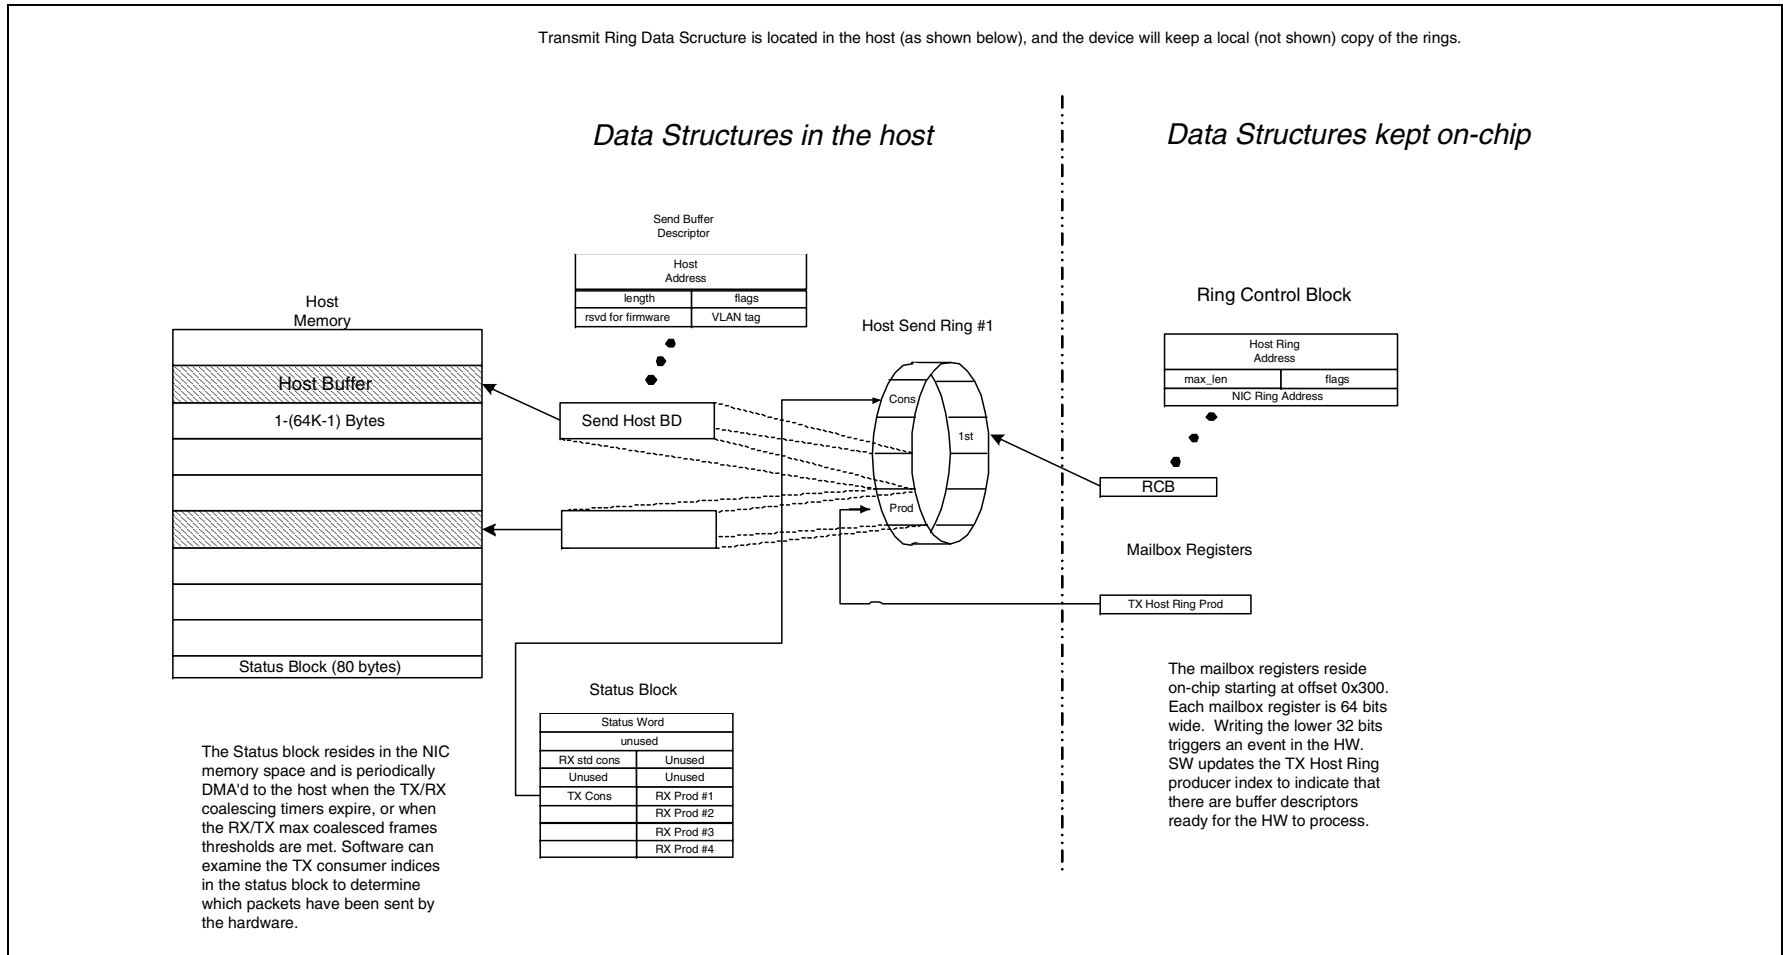 Transmit Ring Data Scructure is located in the host (as shown below), and the device will keep a local (not shown) copy of the rings.
Data Structures in the host
Data Structures kept on-chip
Send Buffer
Descriptor
Host
Address
length
flags
rsvd for firmware
VLAN tag
Host
Memory
Host Buffer
1-(64K-1) Bytes
Status Block (80 bytes)
Send Host BD
Host Send Ring #1
Cons
1st
Prod
Ring Control Block
Host Ring
Address
max_len
flags
NIC Ring Address
RCB
Mailbox Registers
TX Host Ring Prod
The mailbox registers reside
on-chip starting at offset 0x300.
Each mailbox register is 64 bits
wide. Writing the lower 32 bits
triggers an event in the HW.
SW updates the TX Host Ring
producer index to indicate that
there are buffer descriptors
ready for the HW to process.
Status Block
Status Word
unused
RX std cons
Unused
Unused
Unused
TX Cons
RX Prod #1
RX Prod #2
RX Prod #3
RX Prod #4
The Status block resides in the NIC
memory space and is periodically
DMA'd to the host when the TX/RX
coalescing timers expire, or when
the RX/TX max coalesced frames
thresholds are met. Software can
examine the TX consumer indices
in the status block to determine
which packets have been sent by
the hardware.